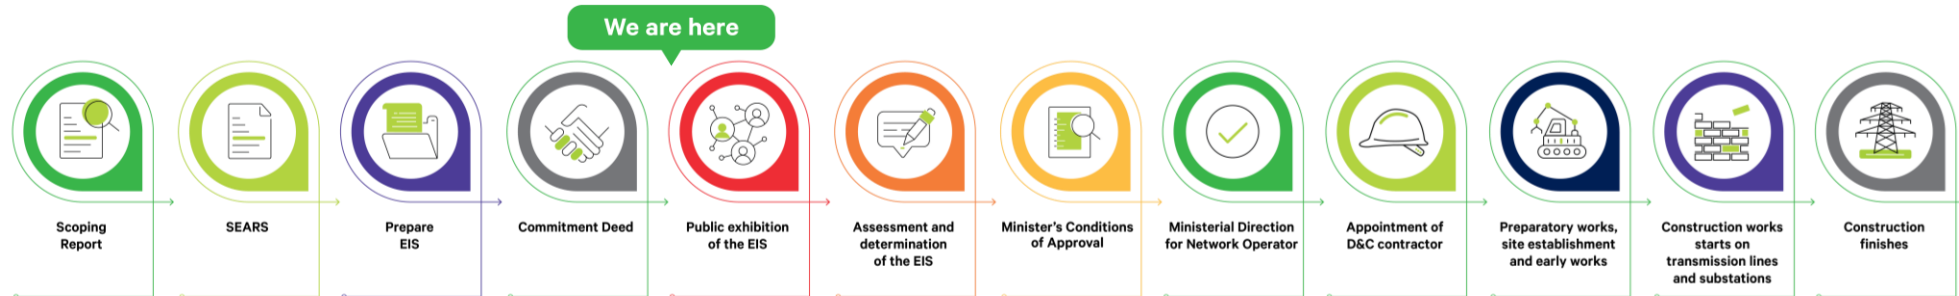 We are here
Scoping
Report
SEARS
Prepare
EIS
Commitment Deed
Public exhibition
of the EIS
Assessment and
determination
of the EIS
Minister's Conditions
of Approval
Ministerial Direction
for Network Operator
Appointment of
D&C contractor
Preparatory works,
site establishment
and early works
Construction works
starts on
transmission lines
and substations
Construction
finishes